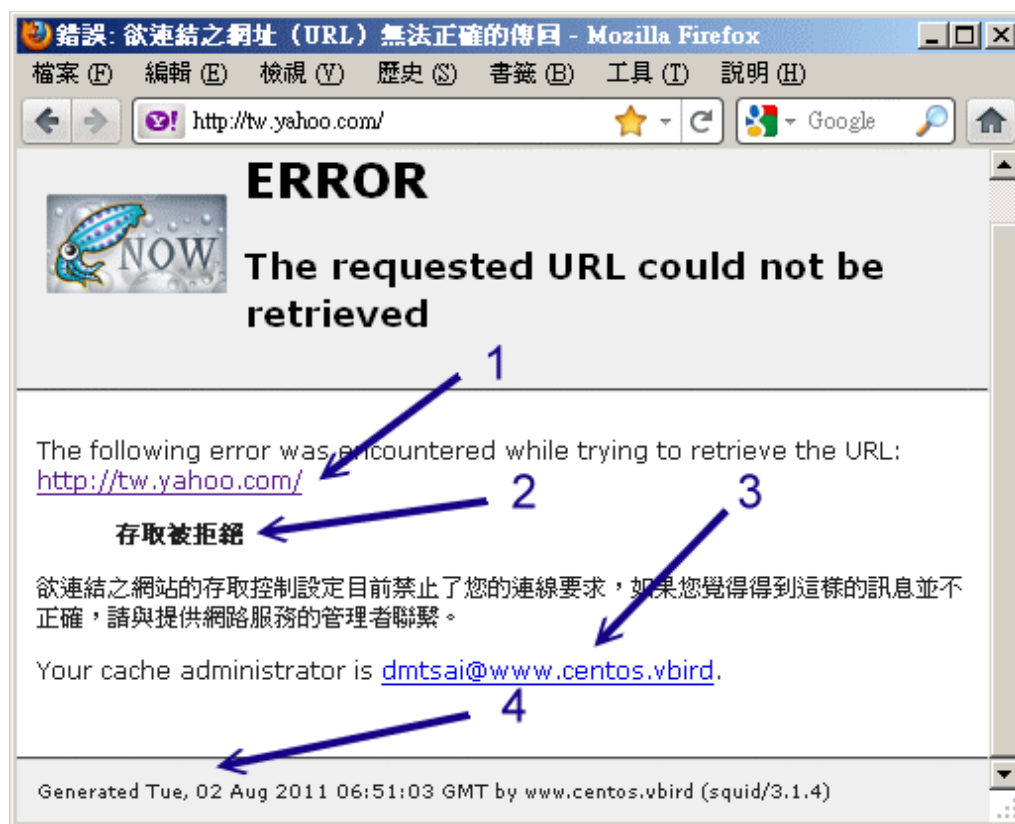 錯誤: 欲連結之網址（URL）無法正確的傳回 - Mozilla Firefox
檔案 (F) 編輯 (E) 檢視 (V) 歷史 (S) 書籤 (B) 工具 (T) 說明 (H)
http://tw.yahoo.com/ Google
ERROR
NOW
The requested URL could not be
retrieved
1
The following error was encountered while trying to retrieve the URL:
http://tw.yahoo.com/
2
3
存取被拒絕
欲連結之網站的存取控制設定目前禁止了您的連線要求，如果您覺得得到這樣的訊息並不
正確，請與提供網路服務的管理者聯繫。
Your cache administrator is dmtsai@www.centos.vbird.
4
Generated Tue, 02 Aug 2011 06:51:03 GMT by www.centos.vbird (squid/3.1.4)